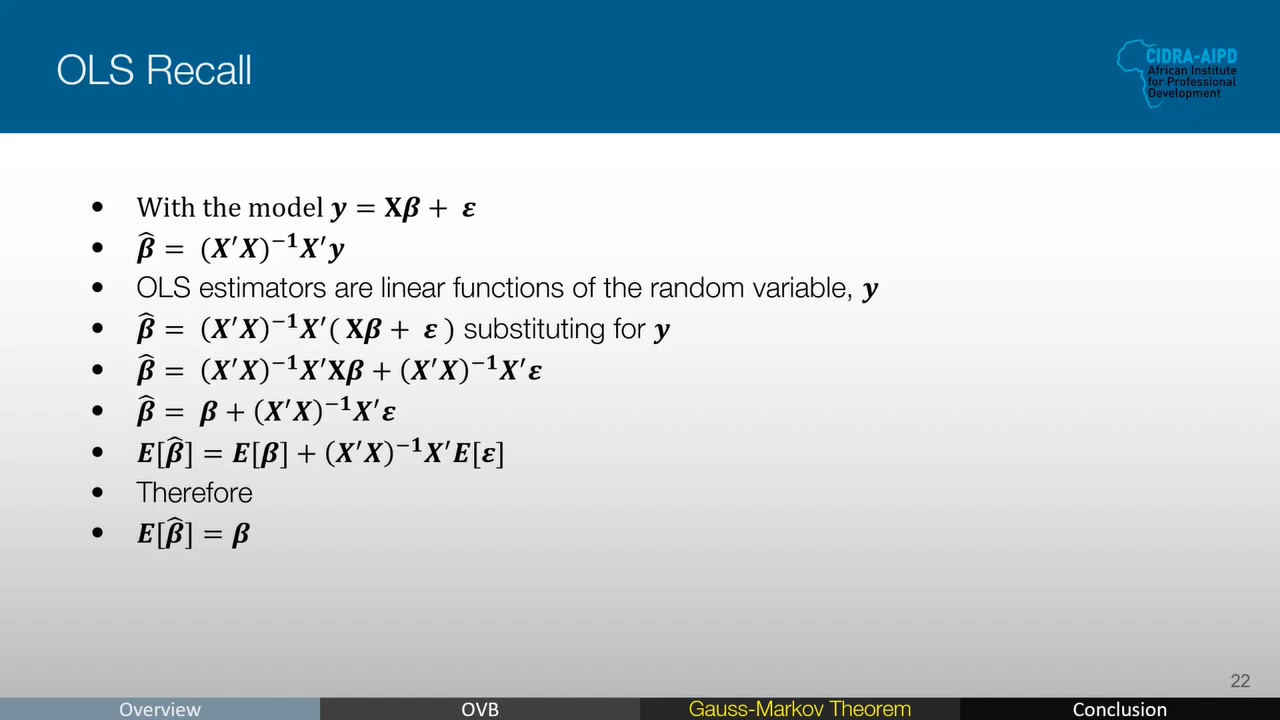 OLS Recall
CIDRA-AIPD
African Institute
for Professional
Development
• With the model y = Xβ + ε
• β̂ = (X′X)⁻¹X′y
• OLS estimators are linear functions of the random variable, y
• β̂ = (X′X)⁻¹X′( Xβ + ε ) substituting for y
• β̂ = (X′X)⁻¹X′Xβ + (X′X)⁻¹X′ε
• β̂ = β + (X′X)⁻¹X′ε
• E[β̂] = E[β] + (X′X)⁻¹X′E[ε]
• Therefore
• E[β̂] = β
22
Overview
OVB
Gauss-Markov Theorem
Conclusion